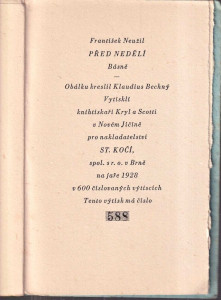 František Neužil
PŘED NEDĚLÍ
Básně
Obálku kreslil Klaudius Bechný
Vytiskli
knihtiskaři Kryl a Scotti
v Novém Jičíně
pro nakladatelství
ST. KOČÍ,
spol. s r. o. v Brně
na jaře 1928
v 600 číslovaných výtiscích
Tento výtisk má číslo
588